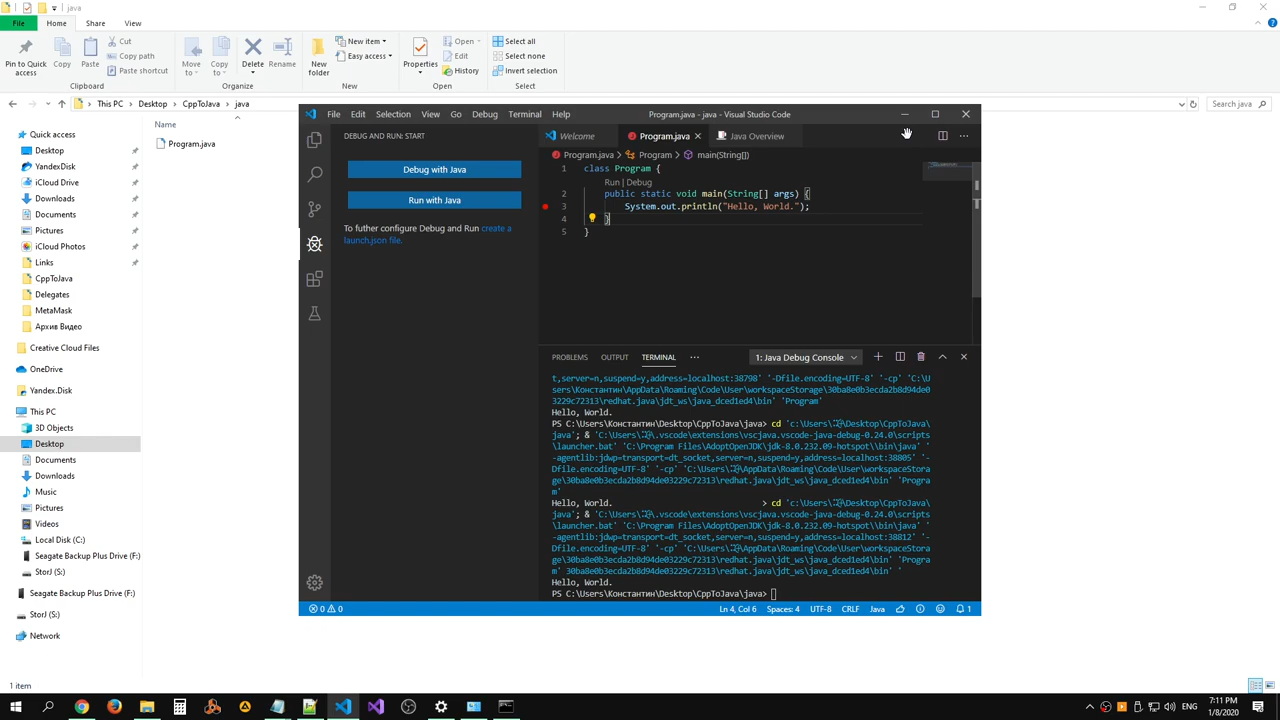 java
File Home Share View
Pin to Quick access
Copy
Paste
Cut
Copy path
Paste shortcut
Clipboard
Move to
Copy to
Delete
Rename
Organize
New folder
New item
Easy access
New
Properties
Open
Edit
History
Open
Select all
Select none
Invert selection
Select
This PC > Desktop > CppToJava > java
Search java
Quick access
Desktop
YandexDisk
iCloud Drive
Downloads
Documents
Pictures
iCloud Photos
Links
CppToJava
Delegates
MetaMask
Архив Видео
Creative Cloud Files
OneDrive
Yandex.Disk
This PC
3D Objects
Desktop
Documents
Downloads
Music
Pictures
Videos
Local Disk (C:)
Seagate Backup Plus Drive (F:)
StorJ (S:)
Seagate Backup Plus Drive (F:)
StorJ (S:)
Network
Name
Program.java
1 item
File Edit Selection View Go Debug Terminal Help
Program.java - java - Visual Studio Code
DEBUG AND RUN: START
Debug with Java
Run with Java
To futher configure Debug and Run create a
launch.json file.
Welcome Program.java Java Overview
Program.java > Program > main(String[])
1 class Program {
Run | Debug
2 public static void main(String[] args) {
3 System.out.println("Hello, World.");
4 }
5 }
PROBLEMS OUTPUT TERMINAL ··· 1: Java Debug Console
t,server=n,suspend=y,address=localhost:38798' '-Dfile.encoding=UTF-8' '-cp' 'C:\U
sers\Константин\AppData\Roaming\Code\User\workspaceStorage\30ba8e0b3ecda2b8d94de0
3229c72313\redhat.java\jdt_ws\java_dced1ed4\bin' 'Program'
Hello, World.
PS C:\Users\Константин\Desktop\CppToJava\java> cd 'c:\Users\\Desktop\CppToJava\
java'; & 'C:\Users\\.vscode\extensions\vscjava.vscode-java-debug-0.24.0\scripts
\launcher.bat' 'C:\Program Files\AdoptOpenJDK\jdk-8.0.232.09-hotspot\\bin\java' '
-agentlib:jdwp=transport=dt_socket,server=n,suspend=y,address=localhost:38805' '-
Dfile.encoding=UTF-8' '-cp' 'C:\Users\\AppData\Roaming\Code\User\workspaceStora
ge\30ba8e0b3ecda2b8d94de03229c72313\redhat.java\jdt_ws\java_dced1ed4\bin' 'Progra
m'
Hello, World. > cd 'c:\Users\\Desktop\CppToJava\
java'; & 'C:\Users\\.vscode\extensions\vscjava.vscode-java-debug-0.24.0\scripts
\launcher.bat' 'C:\Program Files\AdoptOpenJDK\jdk-8.0.232.09-hotspot\\bin\java' '
-agentlib:jdwp=transport=dt_socket,server=n,suspend=y,address=localhost:38812' '-
Dfile.encoding=UTF-8' '-cp' 'C:\Users\\AppData\Roaming\Code\User\workspaceStora
ge\30ba8e0b3ecda2b8d94de03229c72313\redhat.java\jdt_ws\java_dced1ed4\bin' 'Progra
m' 30ba8e0b3ecda2b8d94de03229c72313\redhat.java\jdt_ws\java_dced1ed4\bin' '
Hello, World.
PS C:\Users\Константин\Desktop\CppToJava\java>
0 0 Ln 4, Col 6 Spaces: 4 UTF-8 CRLF Java 1
ENG
7:11 PM
1/8/2020